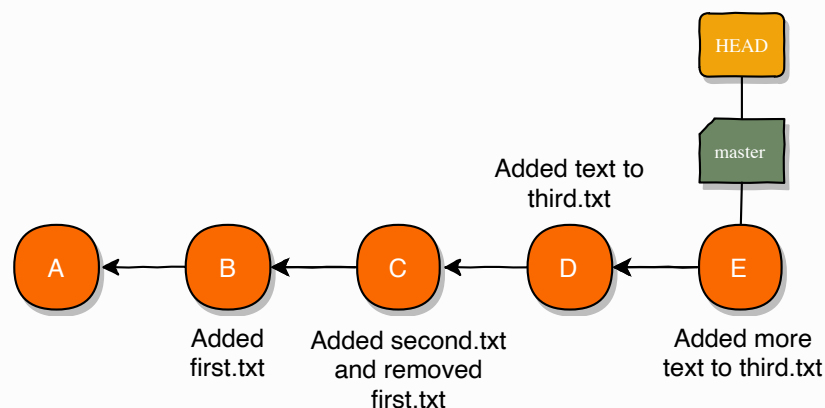 HEAD
master
Added text to
third.txt
A
B
C
D
E
Added
first.txt
Added second.txt
and removed
first.txt
Added more
text to third.txt